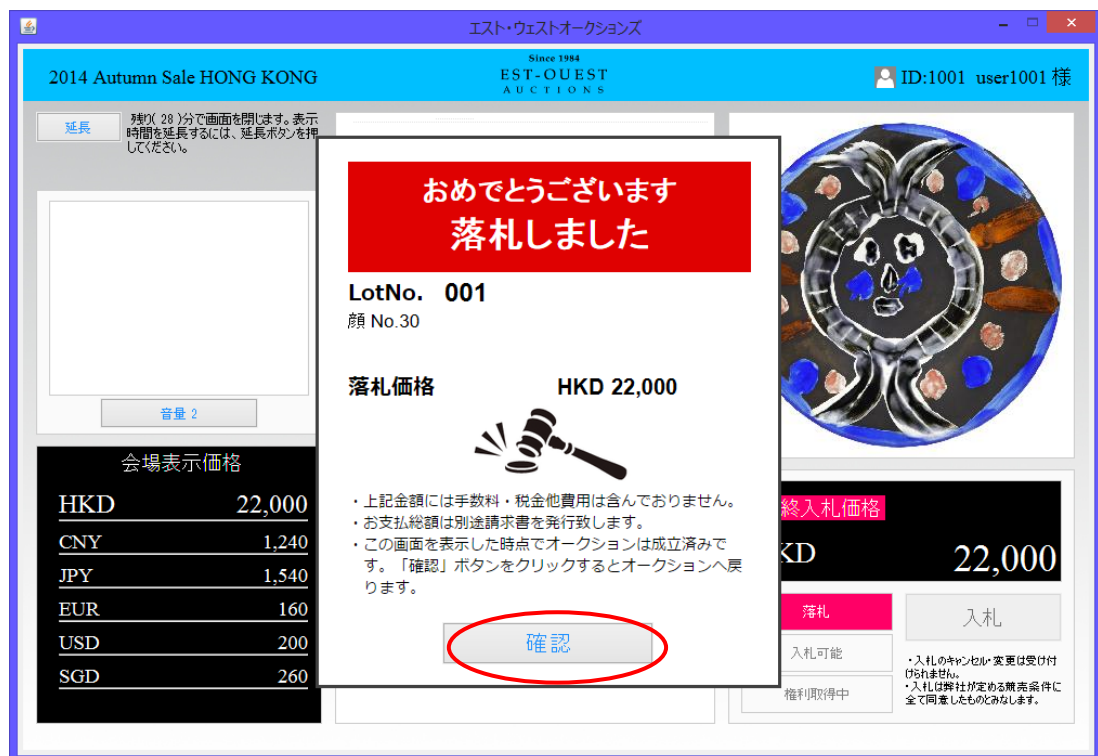 エスト・ウェストオークションズ
2014 Autumn Sale HONG KONG
Since 1984
EST-OUEST
AUCTIONS
ID:1001 user1001 様
延長
残り( 28 )分で画面を閉じます。表示
時間を延長するには、延長ボタンを押
してください。
音量 2
会場表示価格
HKD 22,000
CNY 1,240
JPY 1,540
EUR 160
USD 200
SGD 260
おめでとうございます
落札しました
LotNo. 001
顔 No.30
落札価格 HKD 22,000
・上記金額には手数料・税金他費用は含んでおりません。
・お支払総額は別途請求書を発行致します。
・この画面を表示した時点でオークションは成立済みで
す。「確認」ボタンをクリックするとオークションへ戻
ります。
確認
終入札価格
KD 22,000
落札
入札可能
権利取得中
入札
・入札のキャンセル・変更は受け付
けられません。
・入札は弊社が定める競売条件に
全て同意したものとみなします。